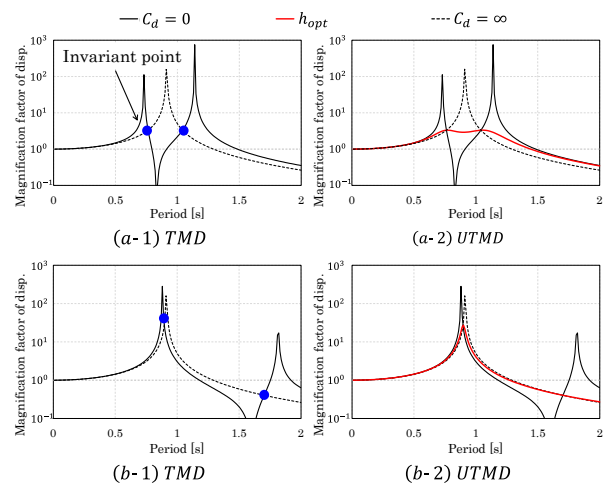 C_d = 0
h_opt
C_d = ∞
Magnification factor of disp.
10³
10²
10¹
10⁰
10⁻¹
Invariant point
0 0.5 1 1.5 2
Period [s]
(a-1) TMD
Magnification factor of disp.
10³
10²
10¹
10⁰
10⁻¹
0 0.5 1 1.5 2
Period [s]
(a-2) UTMD
Magnification factor of disp.
10³
10²
10¹
10⁰
10⁻¹
0 0.5 1 1.5 2
Period [s]
(b-1) TMD
Magnification factor of disp.
10³
10²
10¹
10⁰
10⁻¹
0 0.5 1 1.5 2
Period [s]
(b-2) UTMD